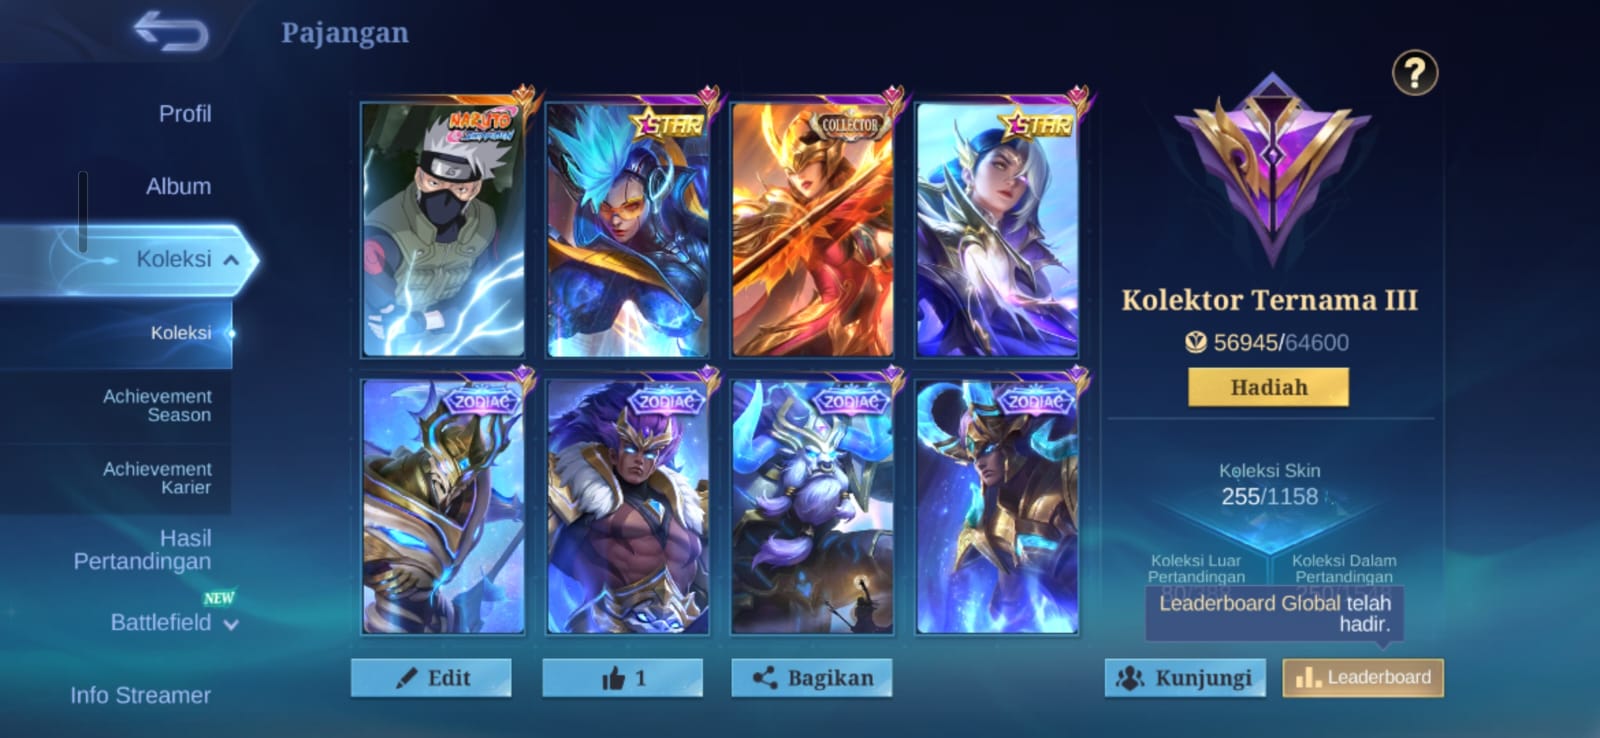 Pajangan
Profil
Album
Koleksi
Koleksi
Achievement
Season
Achievement
Karier
Hasil
Pertandingan
NEW
Battlefield
Info Streamer
NARUTO
SHIPPUDEN
STAR
COLLECTOR
STAR
ZODIAC
ZODIAC
ZODIAC
ZODIAC
Edit
1
Bagikan
?
Kolektor Ternama III
56945/64600
Hadiah
Koleksi Skin
255/1158
Koleksi Luar
Pertandingan
Koleksi Dalam
Pertandingan
Leaderboard Global telah
hadir.
Kunjungi
Leaderboard